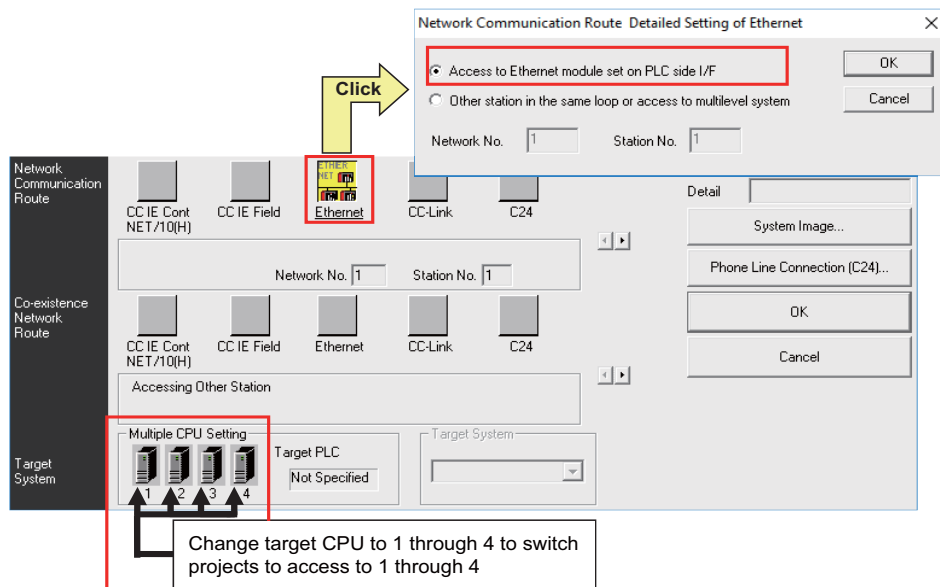 Network Communication Route Detailed Setting of Ethernet
Access to Ethernet module set on PLC side I/F
OK
Other station in the same loop or access to multilevel system
Cancel
Network No. 1
Station No. 1
Click
Network
Communication
Route
ETHER
NET
CC IE Cont
NET/10(H)
CC IE Field
Ethernet
CC-Link
C24
Detail
System Image...
Network No. 1
Station No. 1
Phone Line Connection (C24)...
Co-existence
Network
Route
OK
CC IE Cont
NET/10(H)
CC IE Field
Ethernet
CC-Link
C24
Cancel
Accessing Other Station
Target
System
Multiple CPU Setting
1 2 3 4
Target PLC
Not Specified
Target System
Change target CPU to 1 through 4 to switch
projects to access to 1 through 4